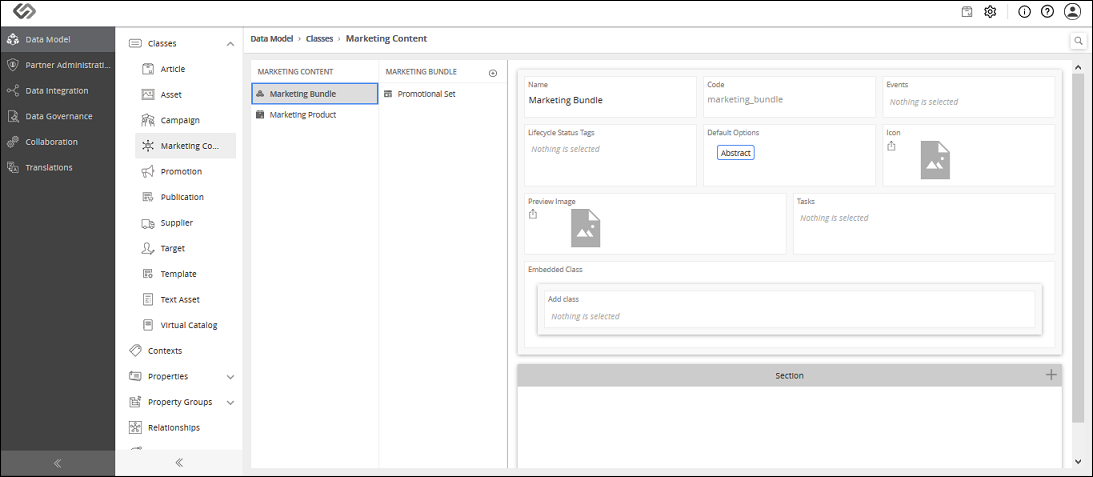 Data Model
Partner Administrati...
Data Integration
Data Governance
Collaboration
Translations
Classes
Article
Asset
Campaign
Marketing Co...
Promotion
Publication
Supplier
Target
Template
Text Asset
Virtual Catalog
Contexts
Properties
Property Groups
Relationships
Data Model › Classes › Marketing Content
MARKETING CONTENT
Marketing Bundle
Marketing Product
MARKETING BUNDLE
Promotional Set
Name
Marketing Bundle
Code
marketing_bundle
Events
Nothing is selected
Lifecycle Status Tags
Nothing is selected
Default Options
Abstract
Icon
Preview Image
Tasks
Nothing is selected
Embedded Class
Add class
Nothing is selected
Section